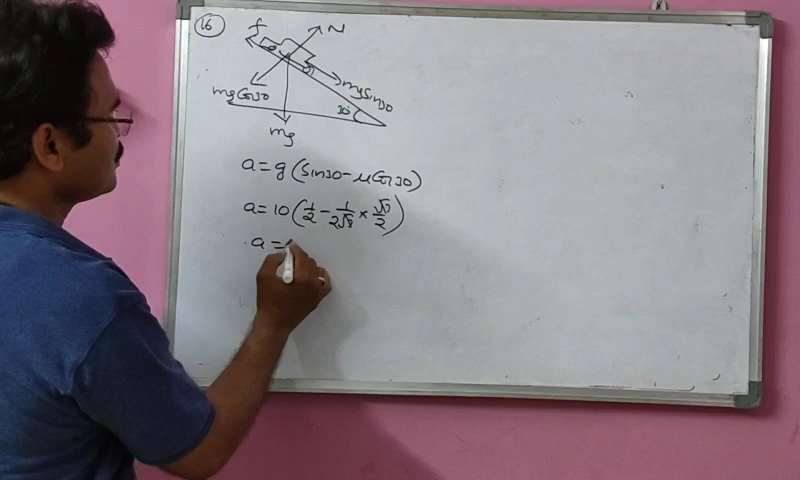 16
f
N
mg Cos30
mg Sin30
30°
mg
a = g (Sin30 - μ Cos30)
a = 10 (1/2 - 1/2√3 × √3/2)
a =